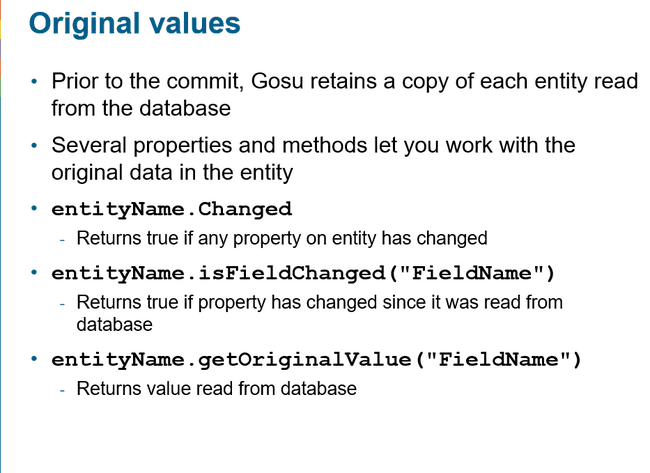 Original values
• Prior to the commit, Gosu retains a copy of each entity read
from the database
• Several properties and methods let you work with the
original data in the entity
• entityName.Changed
- Returns true if any property on entity has changed
• entityName.isFieldChanged("FieldName")
- Returns true if property has changed since it was read from
database
• entityName.getOriginalValue("FieldName")
- Returns value read from database